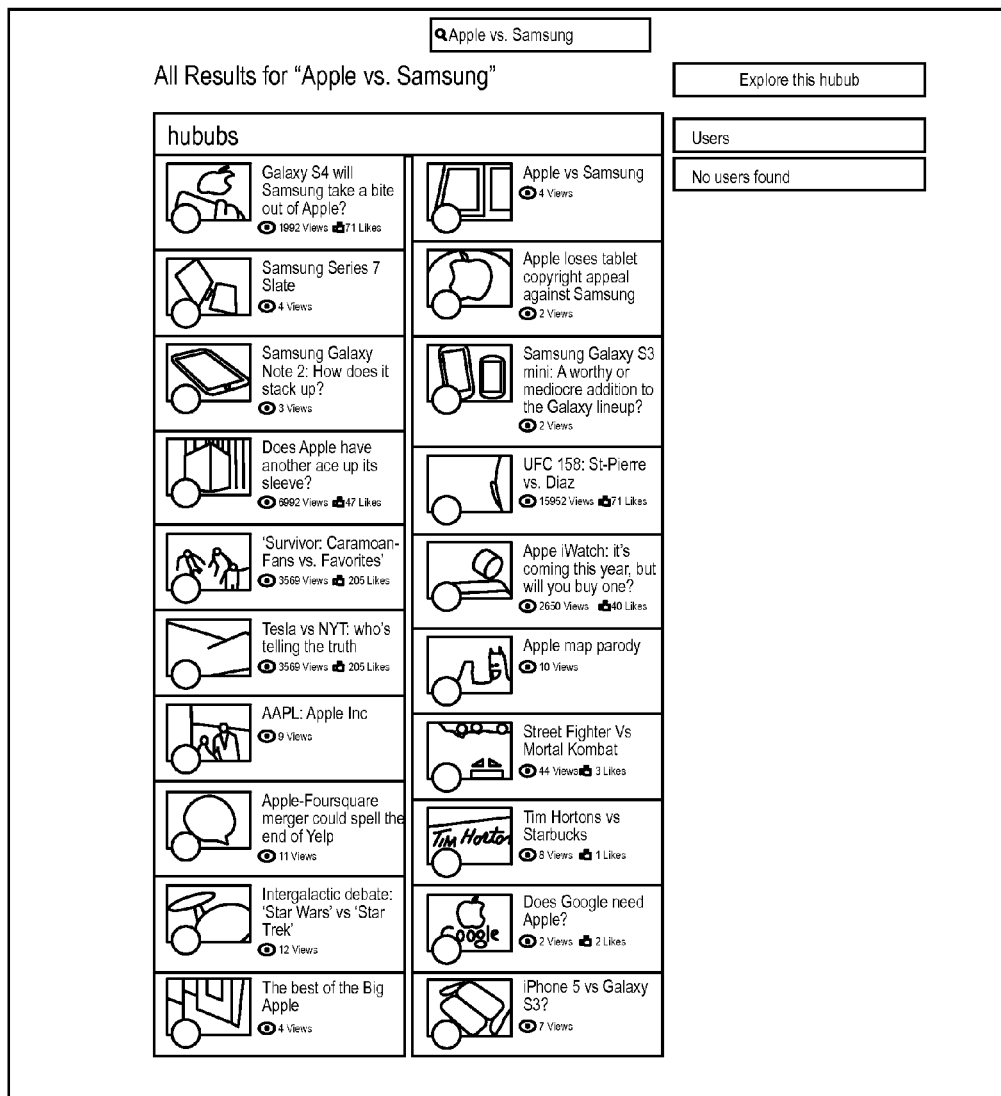 Apple vs. Samsung
All Results for “Apple vs. Samsung”
Explore this hubub
Users
No users found
hububs
Galaxy S4 will
Samsung take a bite
out of Apple?
1992 Views 71 Likes
Samsung Series 7
Slate
4 Views
Samsung Galaxy
Note 2: How does it
stack up?
3 Views
Does Apple have
another ace up its
sleeve?
6992 Views 47 Likes
‘Survivor: Caramoan-
Fans vs. Favorites’
3569 Views 205 Likes
Tesla vs NYT: who’s
telling the truth
3569 Views 205 Likes
AAPL: Apple Inc
9 Views
Apple-Foursquare
merger could spell the
end of Yelp
11 Views
Intergalactic debate:
‘Star Wars’ vs ‘Star
Trek’
12 Views
The best of the Big
Apple
4 Views
Apple vs Samsung
4 Views
Apple loses tablet
copyright appeal
against Samsung
2 Views
Samsung Galaxy S3
mini: A worthy or
mediocre addition to
the Galaxy lineup?
2 Views
UFC 158: St-Pierre
vs. Diaz
15952 Views 71 Likes
Appe iWatch: it’s
coming this year, but
will you buy one?
2650 Views 40 Likes
Apple map parody
10 Views
Street Fighter Vs
Mortal Kombat
44 Views 3 Likes
TIM Horton
Tim Hortons vs
Starbucks
8 Views 1 Likes
Google
Does Google need
Apple?
2 Views 2 Likes
iPhone 5 vs Galaxy
S3?
7 Views